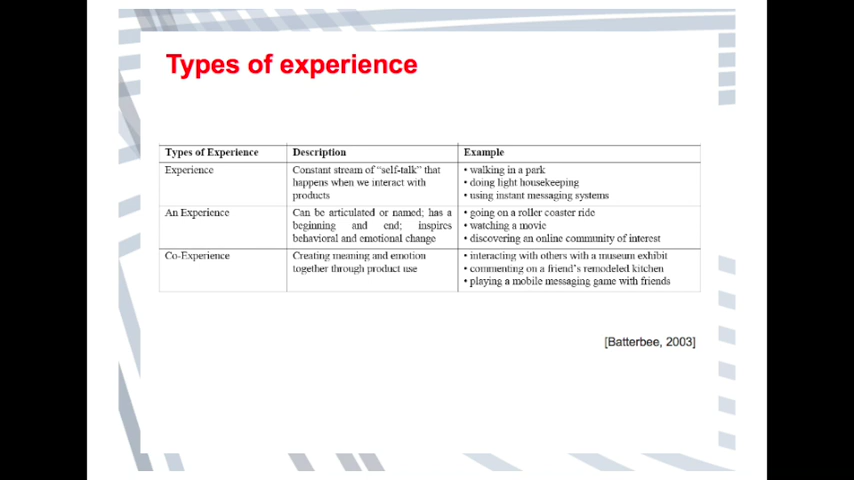 Types of experience
Types of Experience Description Example
Experience Constant stream of “self-talk” that • walking in a park
happens when we interact with • doing light housekeeping
products • using instant messaging systems
An Experience Can be articulated or named; has a • going on a roller coaster ride
beginning and end; inspires • watching a movie
behavioral and emotional change • discovering an online community of interest
Co-Experience Creating meaning and emotion • interacting with others with a museum exhibit
together through product use • commenting on a friend’s remodeled kitchen
• playing a mobile messaging game with friends
[Batterbee, 2003]